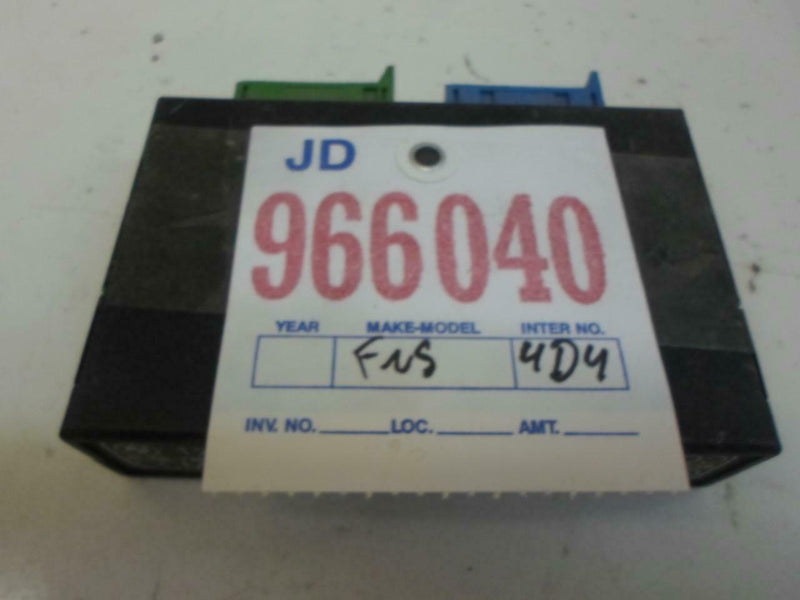 JD
966040
YEAR MAKE-MODEL INTER NO.
FNS 4D4
INV. NO. LOC. AMT.